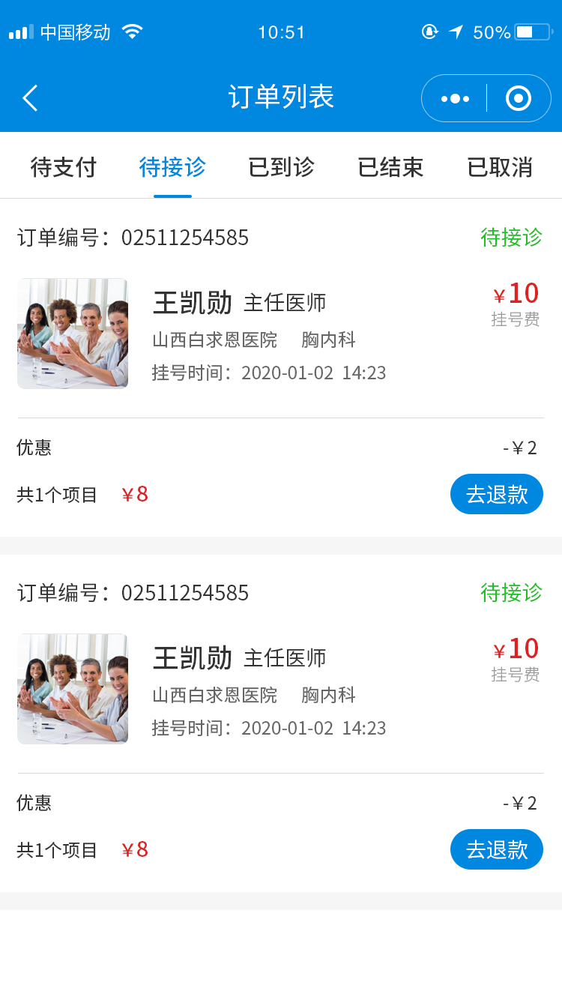 中国移动 10:51 50%
订单列表
待支付 待接诊 已到诊 已结束 已取消
订单编号：02511254585 待接诊
王凯勋 主任医师 ¥10
挂号费
山西白求恩医院 胸内科
挂号时间：2020-01-02 14:23
优惠 -¥2
共1个项目 ¥8 去退款
订单编号：02511254585 待接诊
王凯勋 主任医师 ¥10
挂号费
山西白求恩医院 胸内科
挂号时间：2020-01-02 14:23
优惠 -¥2
共1个项目 ¥8 去退款